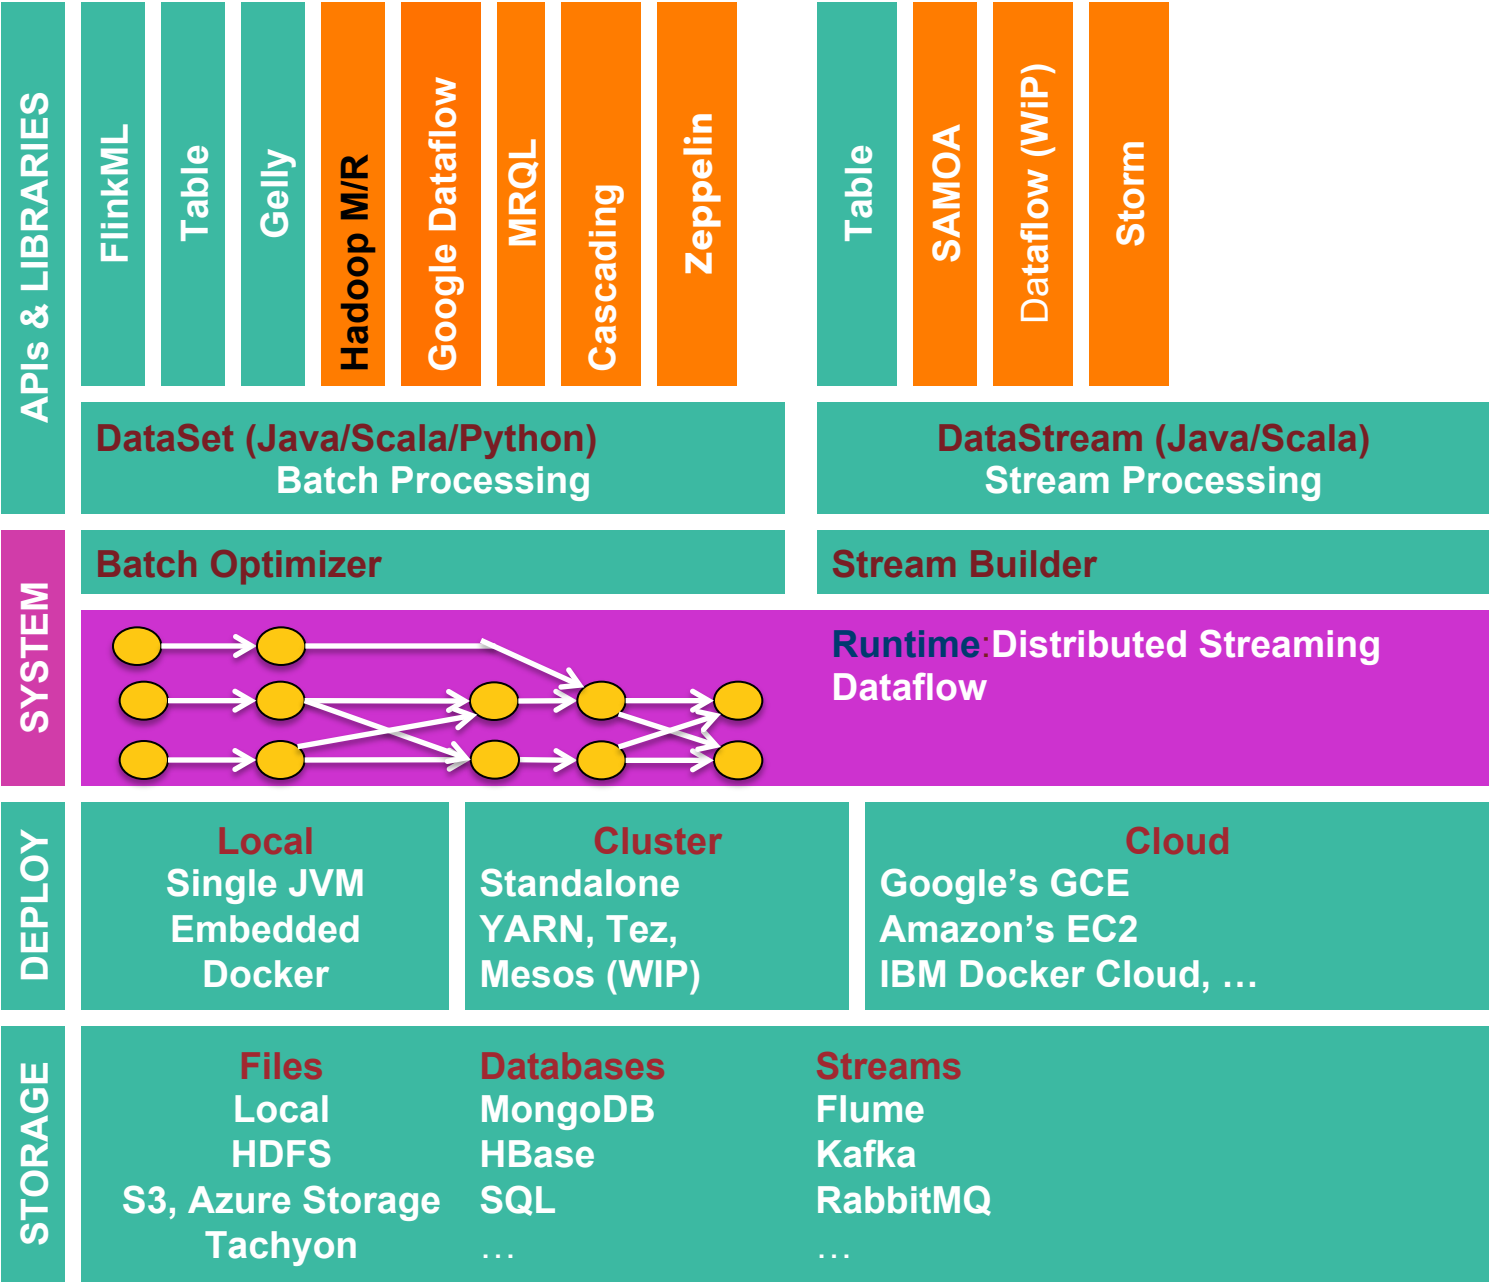 APIs & LIBRARIES
FlinkML
Table
Gelly
Hadoop M/R
Google Dataflow
MRQL
Cascading
Zeppelin
Table
SAMOA
Dataflow (WiP)
Storm
DataSet (Java/Scala/Python)
Batch Processing
DataStream (Java/Scala)
Stream Processing
SYSTEM
Batch Optimizer
Stream Builder
Runtime:Distributed Streaming
Dataflow
DEPLOY
Local
Single JVM
Embedded
Docker
Cluster
Standalone
YARN, Tez,
Mesos (WIP)
Cloud
Google’s GCE
Amazon’s EC2
IBM Docker Cloud, …
STORAGE
Files
Local
HDFS
S3, Azure Storage
Tachyon
Databases
MongoDB
HBase
SQL
…
Streams
Flume
Kafka
RabbitMQ
…